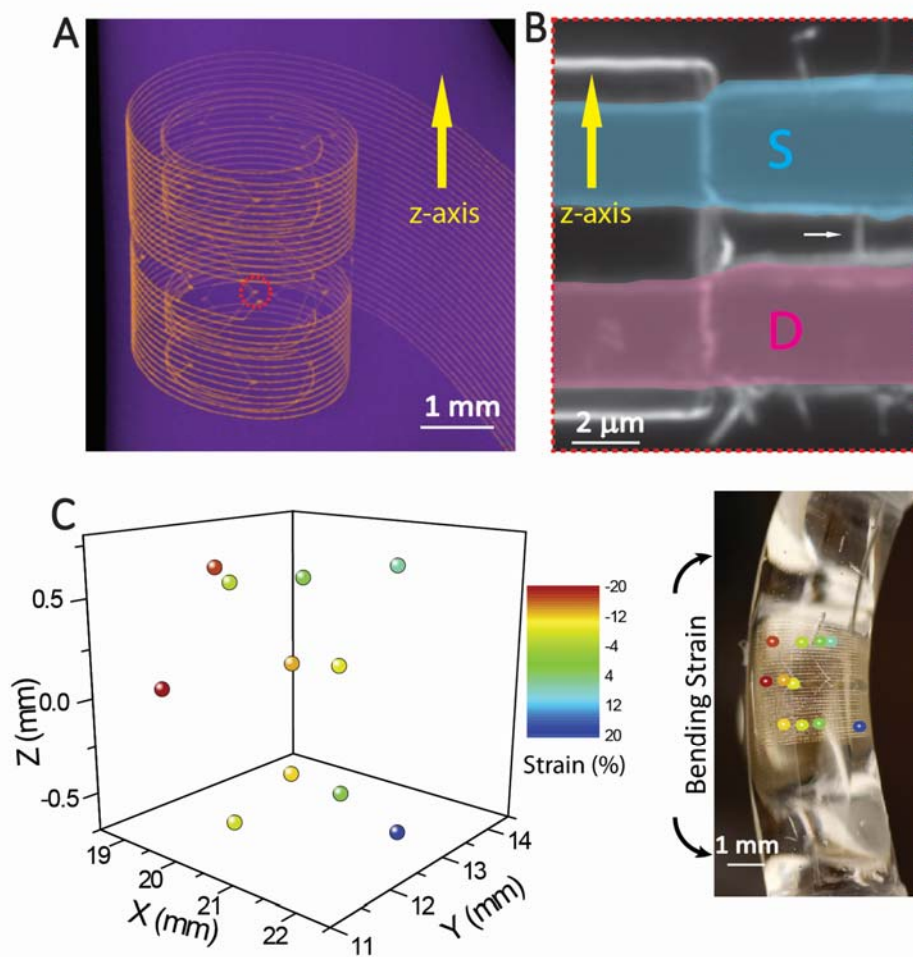 A
z-axis
1 mm
B
z-axis
S
D
2 μm
C
0.5
0.0
-0.5
Z (mm)
19
20
21
22
X (mm)
11
12
13
14
Y (mm)
-20
-12
-4
4
12
20
Strain (%)
Bending Strain
1 mm